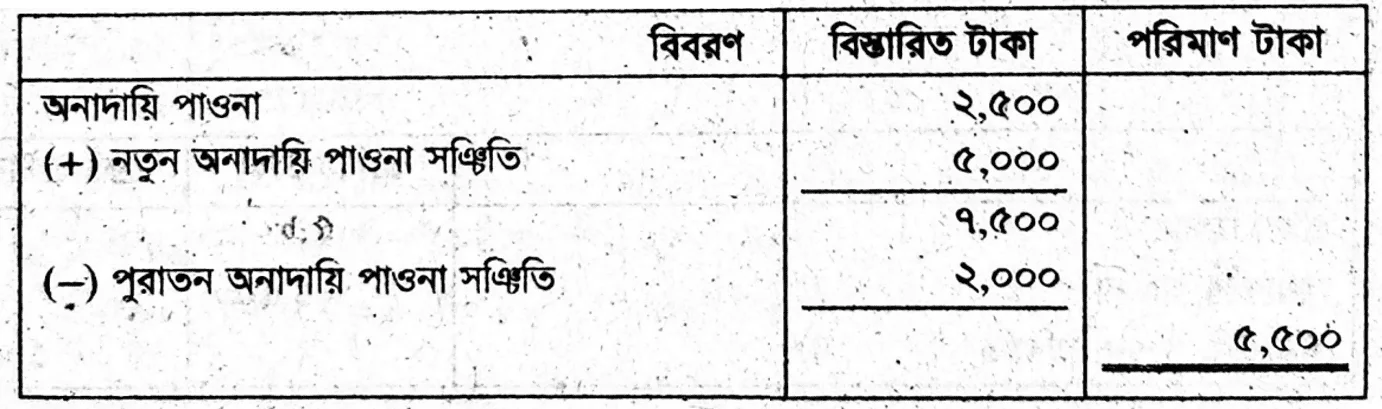 বিবরণ বিস্তারিত টাকা পরিমাণ টাকা
অনাদায়ি পাওনা ২,৫০০
(+) নতুন অনাদায়ি পাওনা সঞ্চিতি ৫,০০০
৭,৫০০
(–) পুরাতন অনাদায়ি পাওনা সঞ্চিতি ২,০০০
৫,৫০০